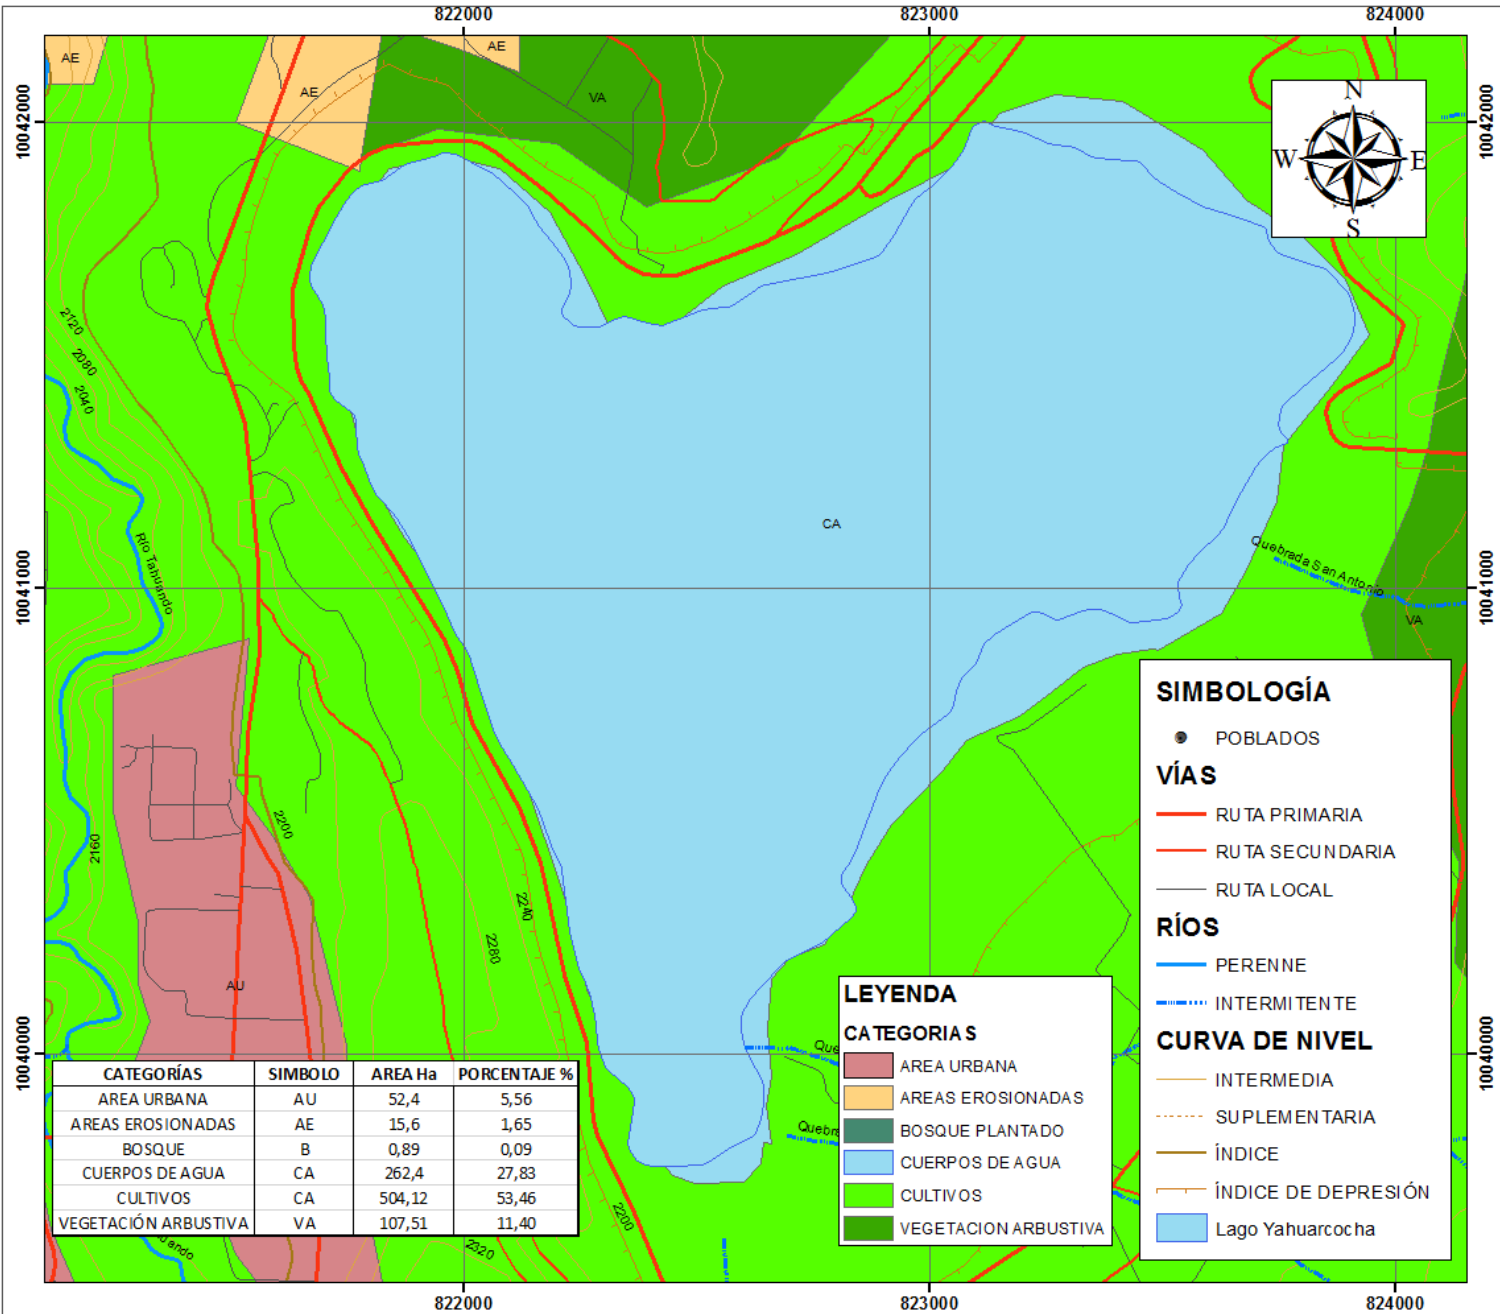 822000
823000
824000
10042000
10042000
10041000
10041000
10040000
10040000
822000
823000
824000
AE
AE
AE
VA
N
W
E
S
2120
2080
2040
Río Tahuando
CA
Quebrada San Antonio
VA
2200
2160
2240
2280
AU
2200
2320
SIMBOLOGÍA
POBLADOS
VÍAS
RUTA PRIMARIA
RUTA SECUNDARIA
RUTA LOCAL
RÍOS
PERENNE
INTERMITENTE
CURVA DE NIVEL
INTERMEDIA
SUPLEMENTARIA
ÍNDICE
ÍNDICE DE DEPRESIÓN
Lago Yahuarcocha
LEYENDA
CATEGORIAS
AREA URBANA
AREAS EROSIONADAS
BOSQUE PLANTADO
CUERPOS DE AGUA
CULTIVOS
VEGETACION ARBUSTIVA
CATEGORÍAS SIMBOLO AREA Ha PORCENTAJE %
AREA URBANA AU 52,4 5,56
AREAS EROSIONADAS AE 15,6 1,65
BOSQUE B 0,89 0,09
CUERPOS DE AGUA CA 262,4 27,83
CULTIVOS CA 504,12 53,46
VEGETACIÓN ARBUSTIVA VA 107,51 11,40